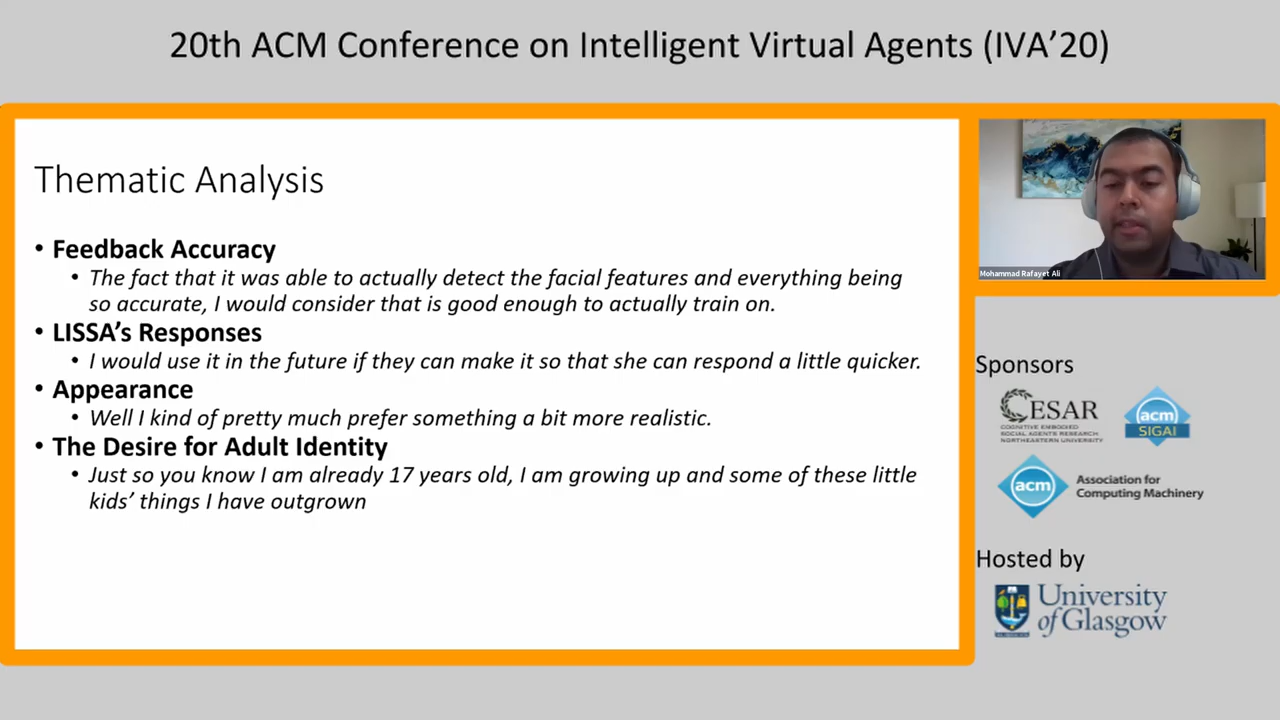 20th ACM Conference on Intelligent Virtual Agents (IVA’20)
Thematic Analysis
• Feedback Accuracy
• The fact that it was able to actually detect the facial features and everything being
so accurate, I would consider that is good enough to actually train on.
• LISSA’s Responses
• I would use it in the future if they can make it so that she can respond a little quicker.
• Appearance
• Well I kind of pretty much prefer something a bit more realistic.
• The Desire for Adult Identity
• Just so you know I am already 17 years old, I am growing up and some of these little
kids’ things I have outgrown
Mohammad Rafayet Ali
Sponsors
CESAR
COGNITIVE EMBODIED
SOCIAL AGENTS RESEARCH
NORTHEASTERN UNIVERSITY
acm
SIGAI
acm
Association for
Computing Machinery
Hosted by
University
of Glasgow